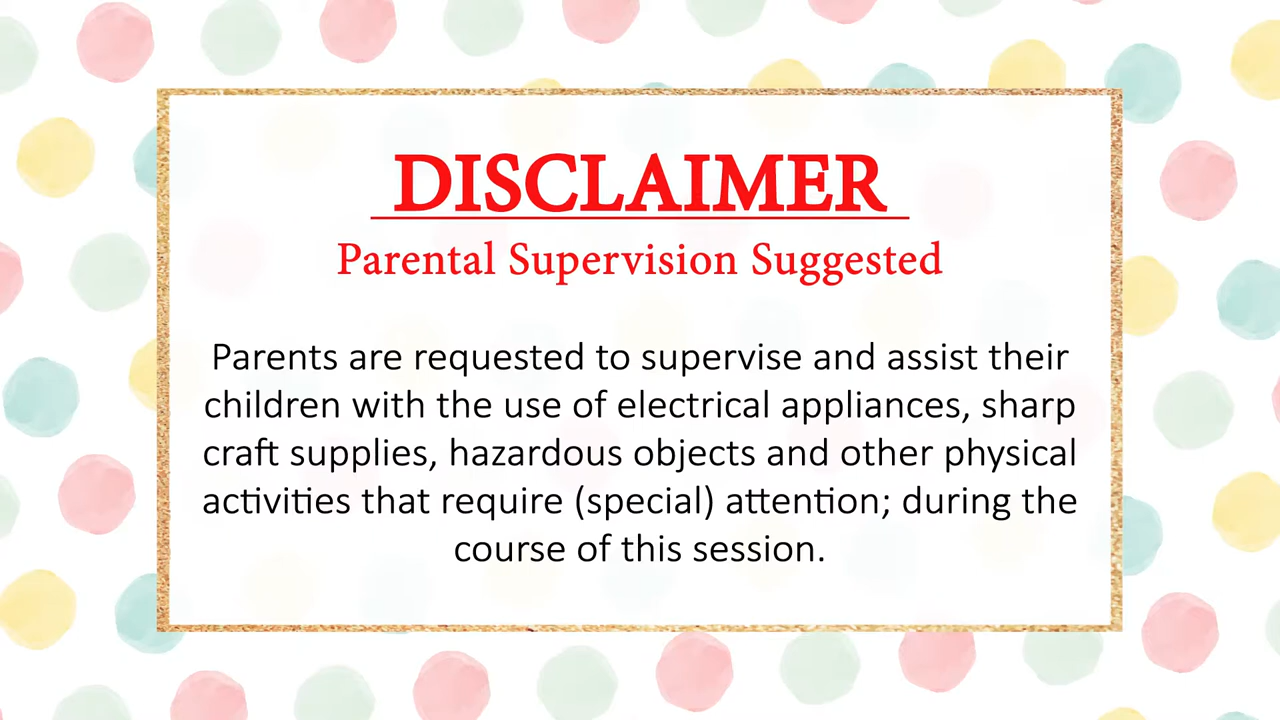 DISCLAIMER
Parental Supervision Suggested
Parents are requested to supervise and assist their
children with the use of electrical appliances, sharp
craft supplies, hazardous objects and other physical
activities that require (special) attention; during the
course of this session.